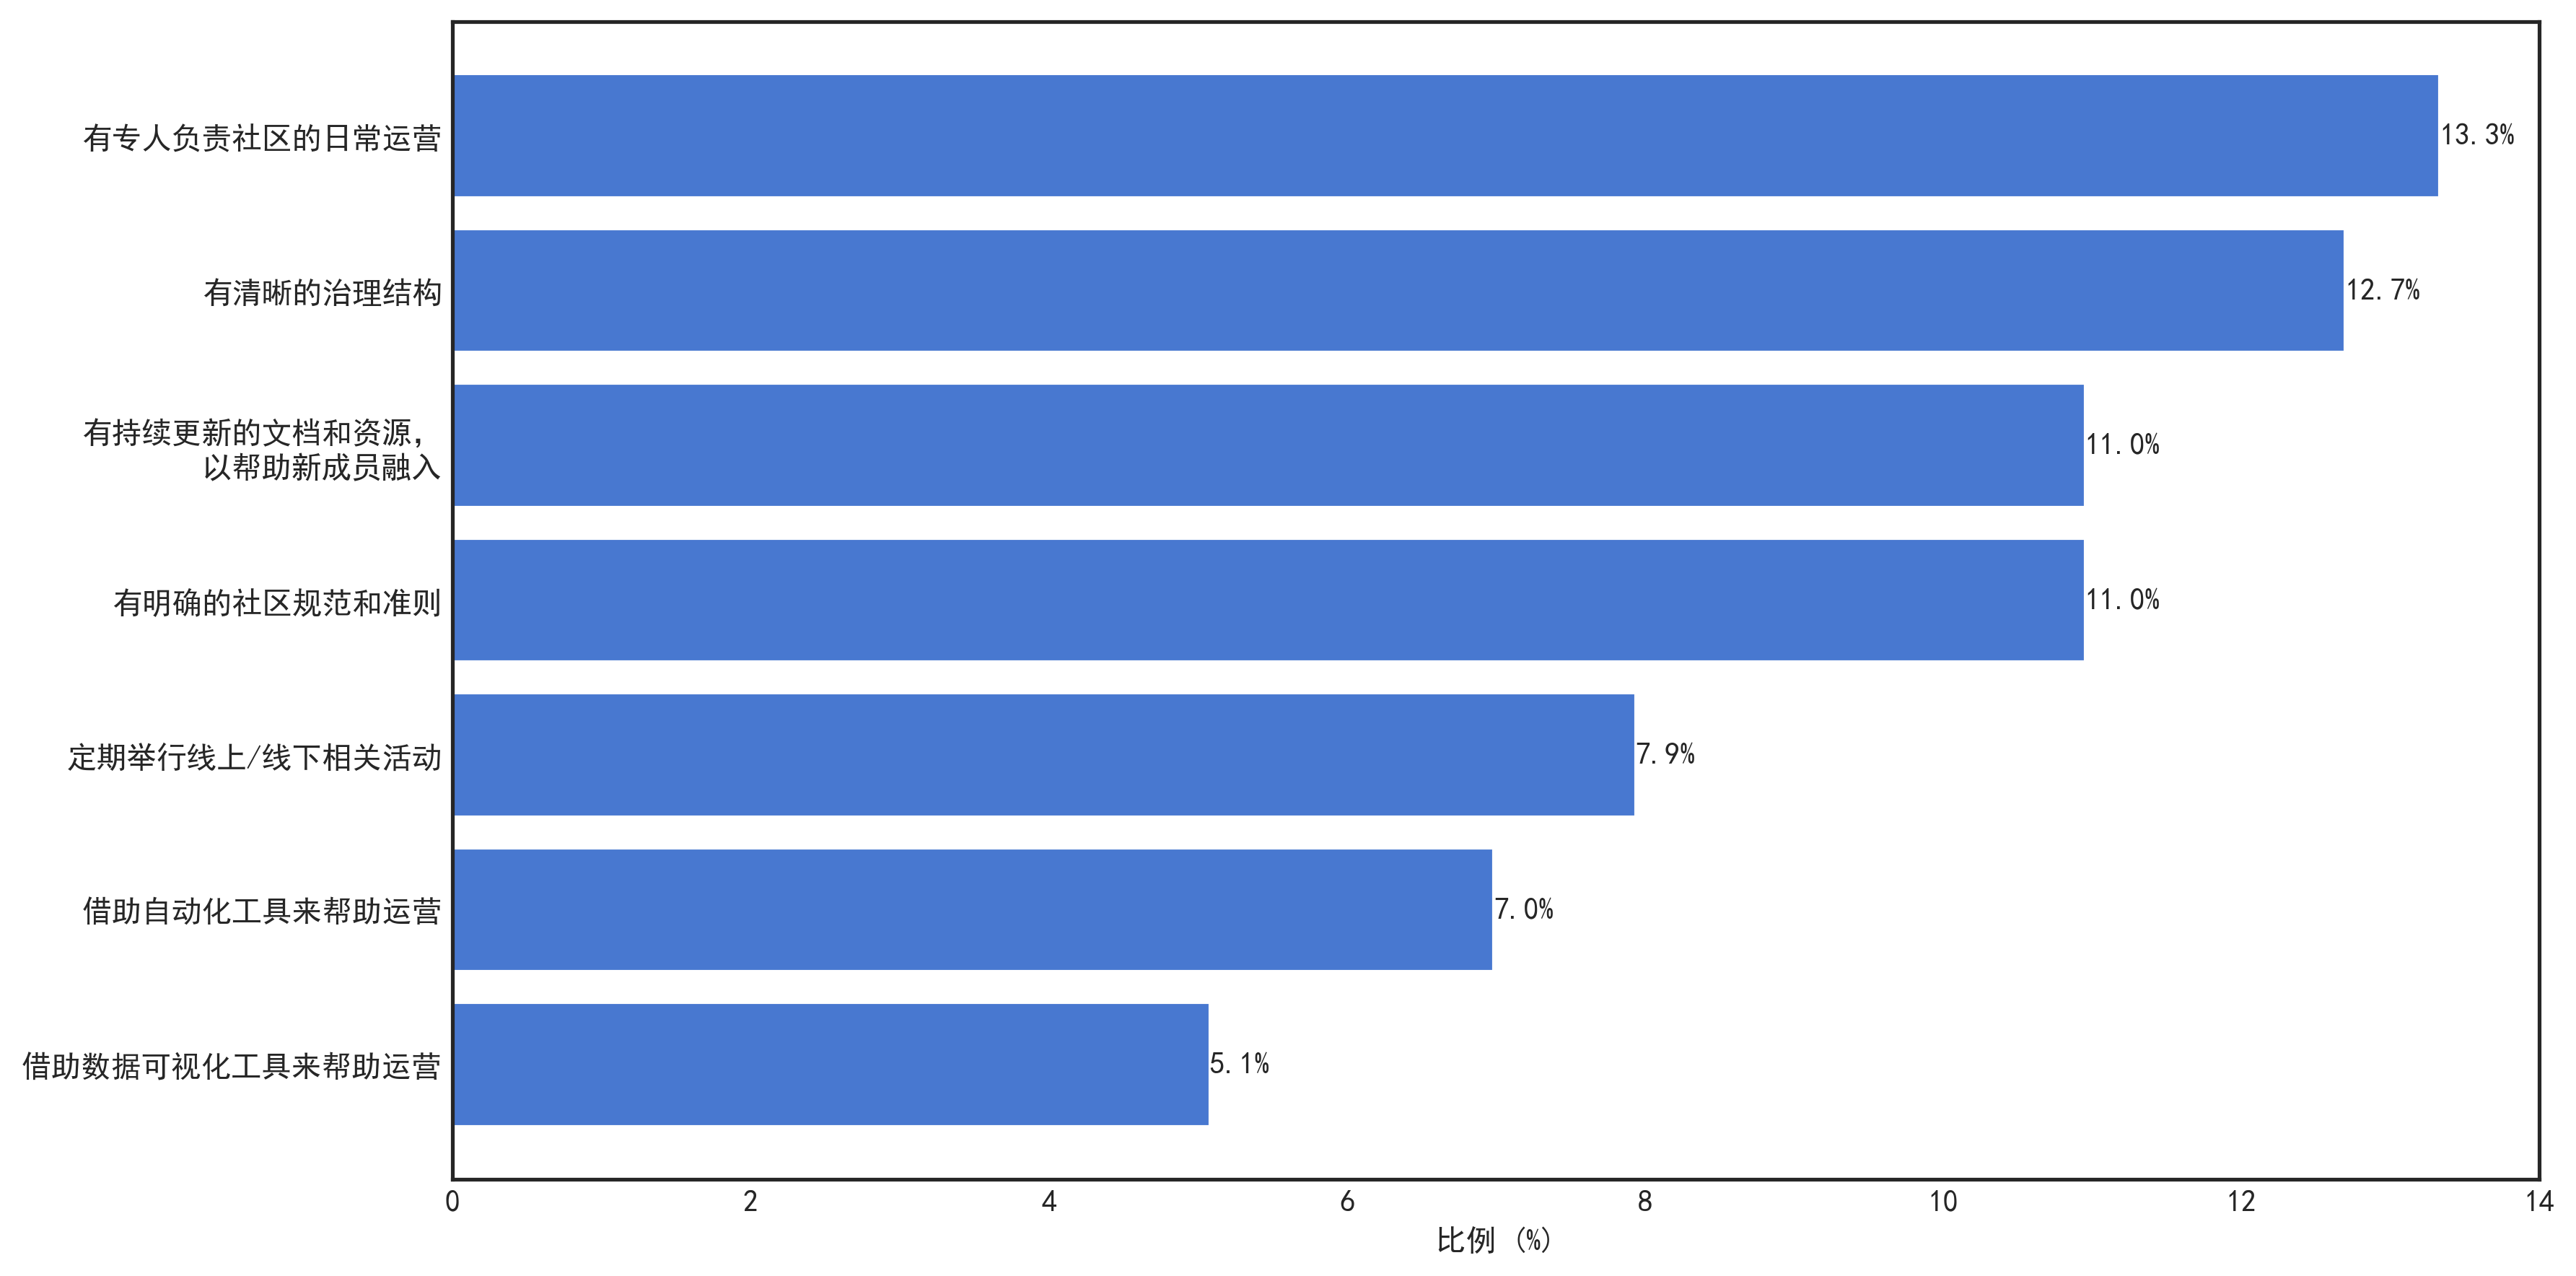 有专人负责社区的日常运营
13.3%
有清晰的治理结构
12.7%
有持续更新的文档和资源，
以帮助新成员融入
11.0%
有明确的社区规范和准则
11.0%
定期举行线上/线下相关活动
7.9%
借助自动化工具来帮助运营
7.0%
借助数据可视化工具来帮助运营
5.1%
0 2 4 6 8 10 12 14
比例 (%)